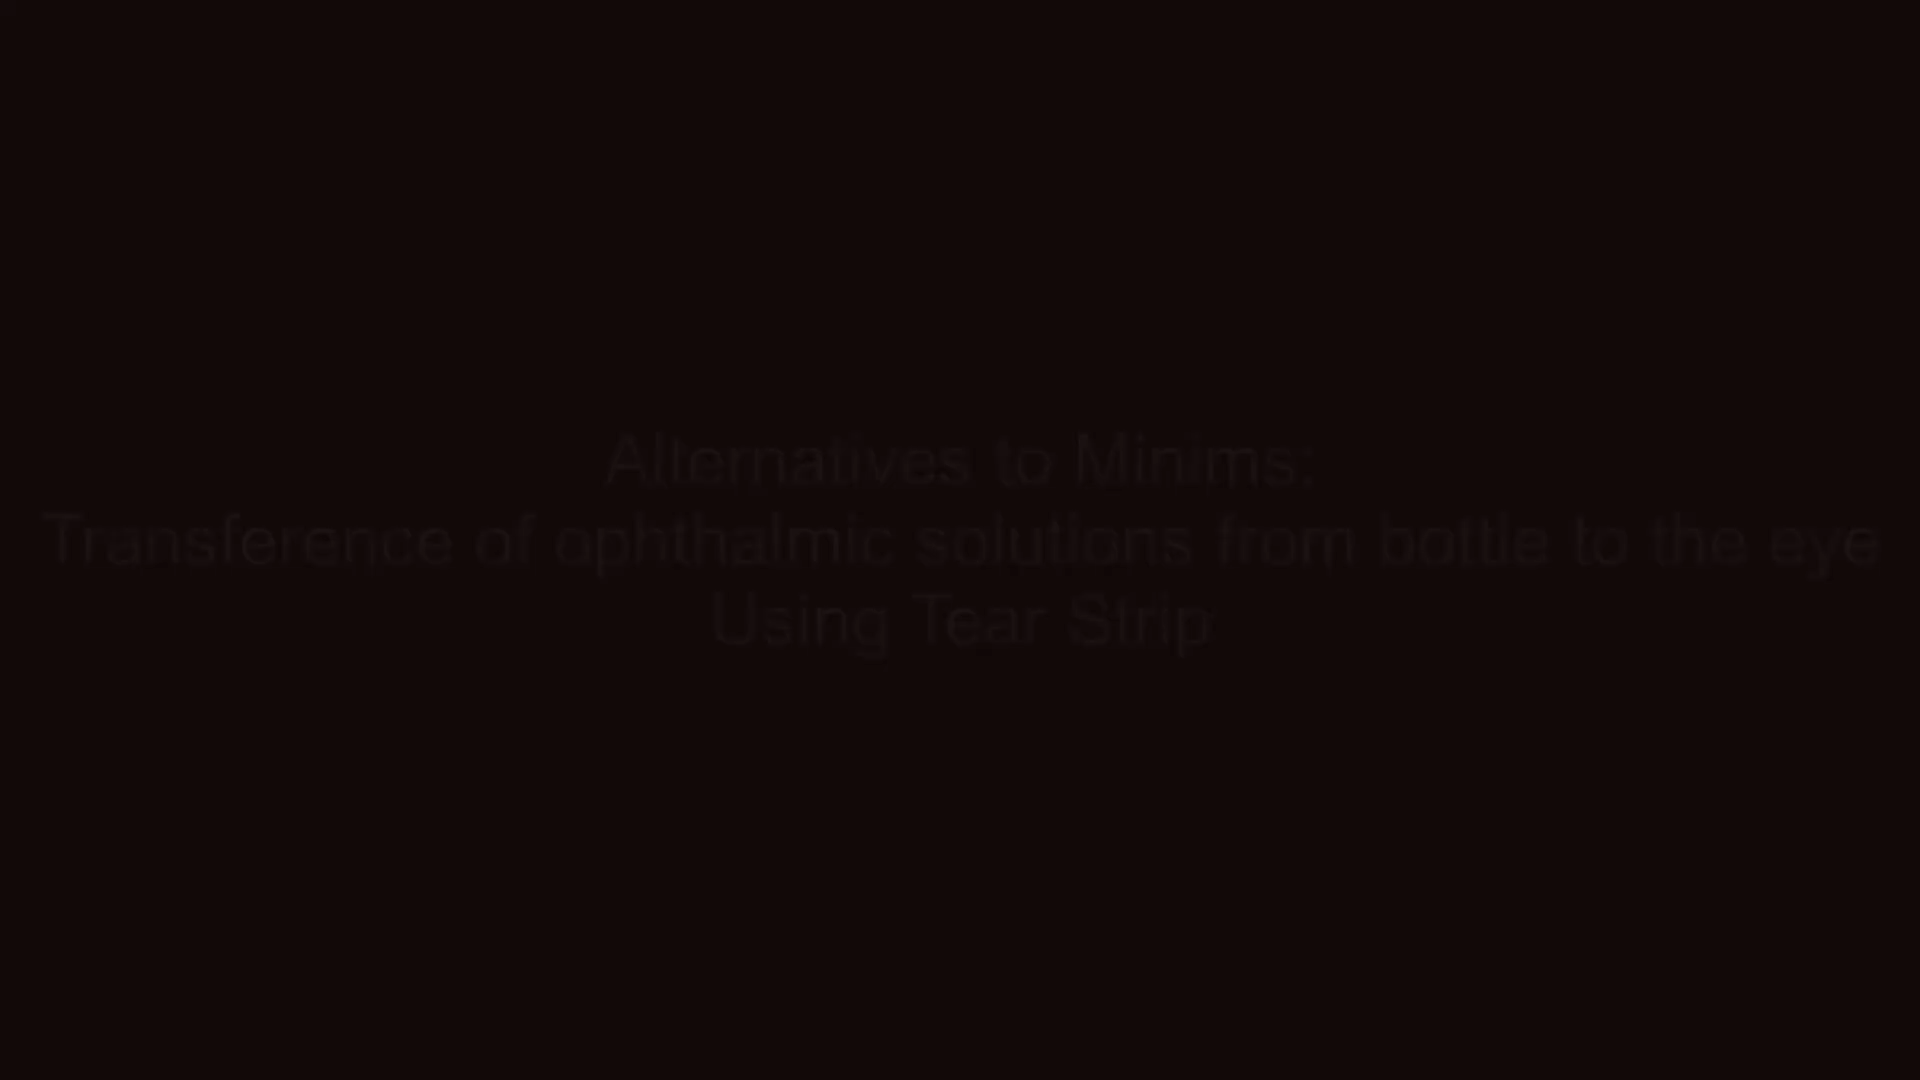 Alternatives to Minims:
Transference of ophthalmic solutions from bottle to the eye
Using Tear Strip